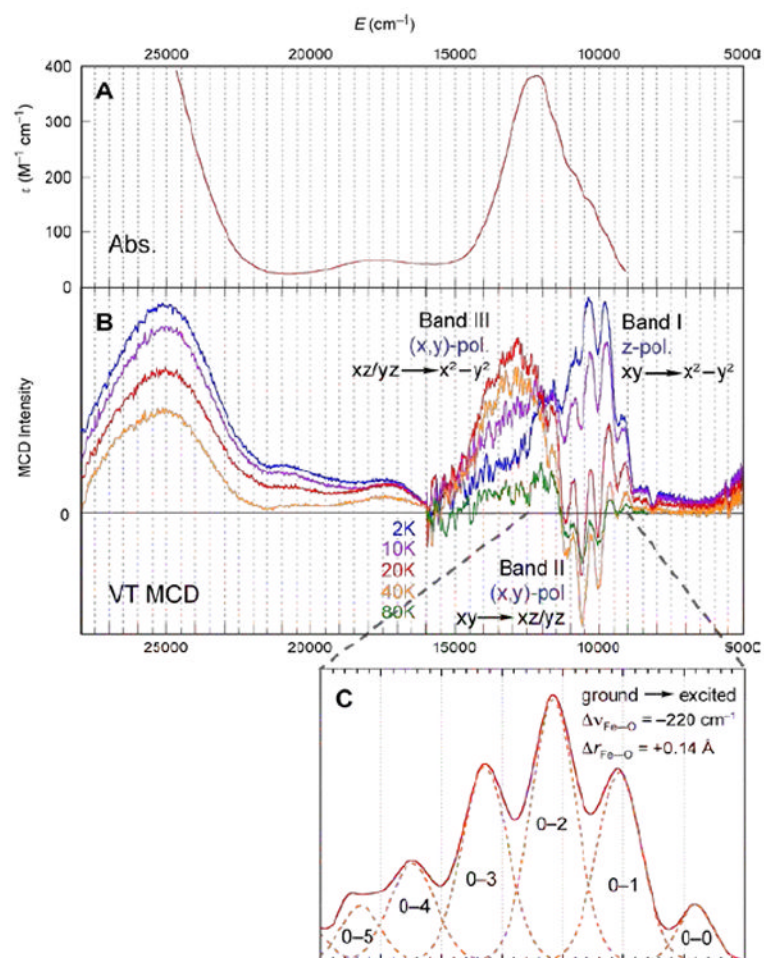 E (cm⁻¹)
25000 20000 15000 10000 5000
400
300
200
100
0
ε (M⁻¹ cm⁻¹)
A
Abs.
B
MCD Intensity
0
Band III
(x,y)-pol.
xz/yz → x²−y²
Band I
z-pol.
xy → x²−y²
2K
10K
20K
40K
80K
Band II
(x,y)-pol
xy → xz/yz
VT MCD
25000 20000 15000 10000 5000
C
ground → excited
Δν Fe—O = −220 cm⁻¹
Δr Fe—O = +0.14 Å
0–5
0–4
0–3
0–2
0–1
0–0